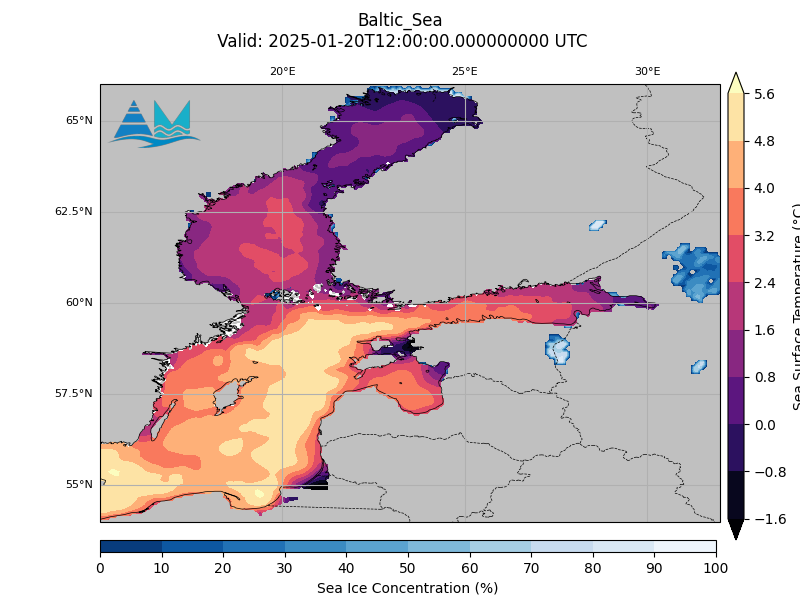 Baltic_Sea
Valid: 2025-01-20T12:00:00.000000000 UTC
20°E 25°E 30°E
65°N
62.5°N
60°N
57.5°N
55°N
5.6
4.8
4.0
3.2
2.4
1.6
0.8
0.0
−0.8
−1.6
Sea Surface Temperature (°C)
0 10 20 30 40 50 60 70 80 90 100
Sea Ice Concentration (%)